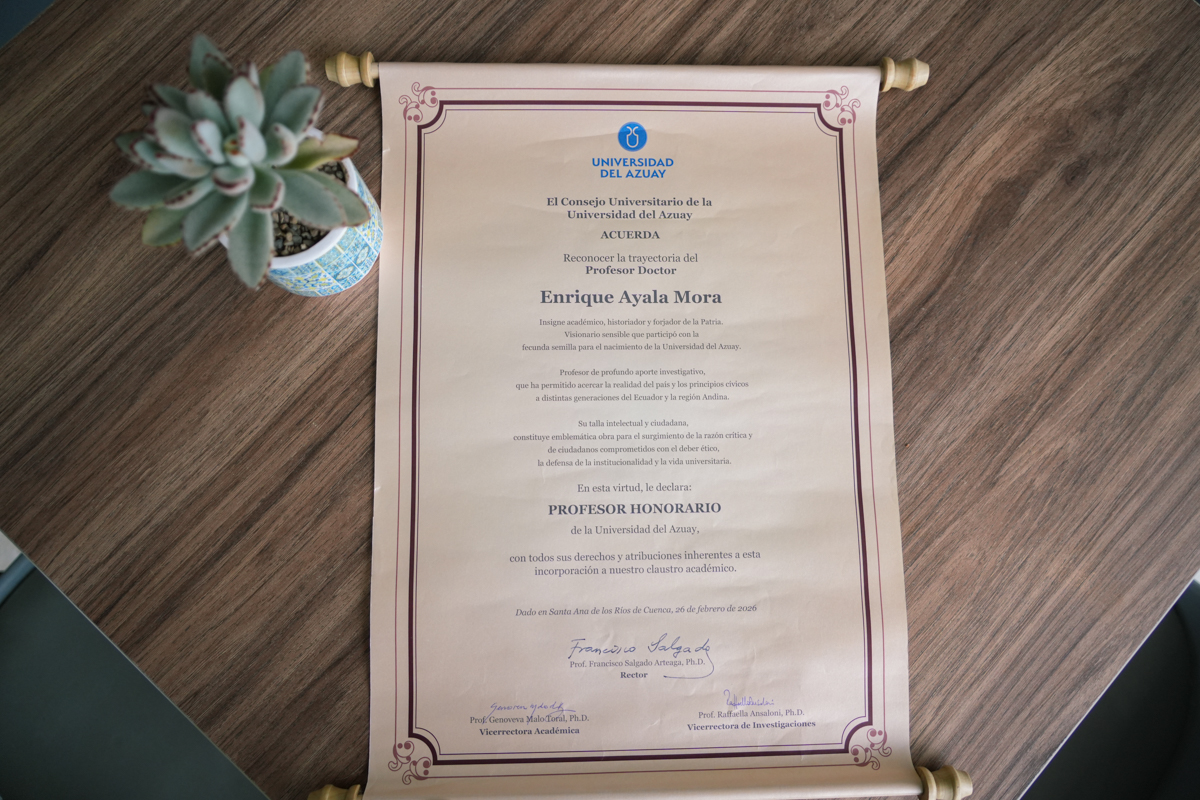 UNIVERSIDAD
DEL AZUAY
El Consejo Universitario de la
Universidad del Azuay
ACUERDA
Reconocer la trayectoria del
Profesor Doctor
Enrique Ayala Mora
Insigne académico, historiador y forjador de la Patria.
Visionario sensible que participó con la
fecunda semilla para el nacimiento de la Universidad del Azuay.
Profesor de profundo aporte investigativo,
que ha permitido acercar la realidad del país y los principios cívicos
a distintas generaciones del Ecuador y la región Andina.
Su talla intelectual y ciudadana,
constituye emblemática obra para el surgimiento de la razón crítica y
de ciudadanos comprometidos con el deber ético,
la defensa de la institucionalidad y la vida universitaria.
En esta virtud, le declara:
PROFESOR HONORARIO
de la Universidad del Azuay,
con todos sus derechos y atribuciones inherentes a esta
incorporación a nuestro claustro académico.
Dado en Santa Ana de los Ríos de Cuenca, 26 de febrero de 2026
Francisco Salgado
Prof. Francisco Salgado Arteaga, Ph.D.
Rector
Prof. Genoveva Malo Toral, Ph.D.
Vicerrectora Académica
Prof. Raffaella Ansaloni, Ph.D.
Vicerrectora de Investigaciones